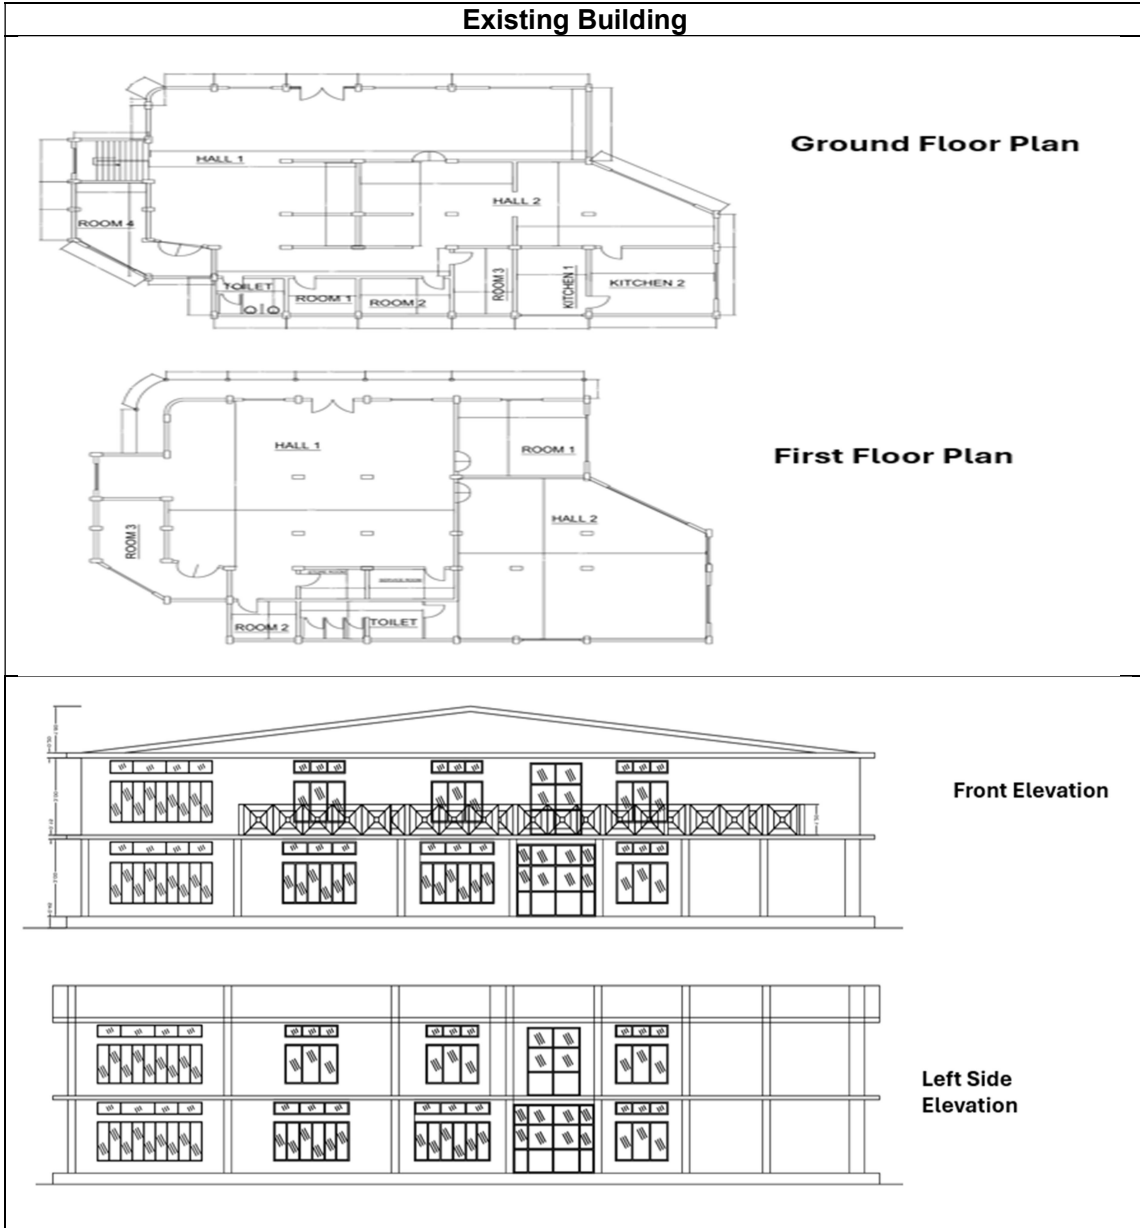 Existing Building
Ground Floor Plan
HALL 1
HALL 2
ROOM 4
TOILET
ROOM 1
ROOM 2
ROOM 3
KITCHEN 1
KITCHEN 2
First Floor Plan
HALL 1
ROOM 1
HALL 2
ROOM 3
ROOM 2
TOILET
Front Elevation
Left Side
Elevation